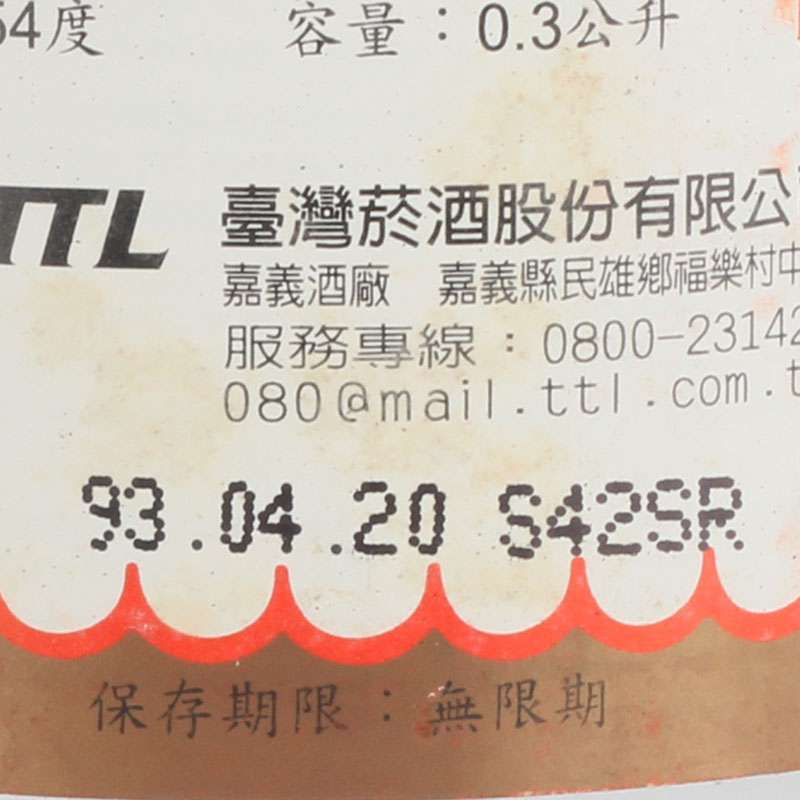 54度 容量：0.3公升
TTL 臺灣菸酒股份有限公
嘉義酒廠 嘉義縣民雄鄉福樂村中
服務專線：0800-23142
080@mail.ttl.com.t
93.04.20 S42SR
保存期限：無限期